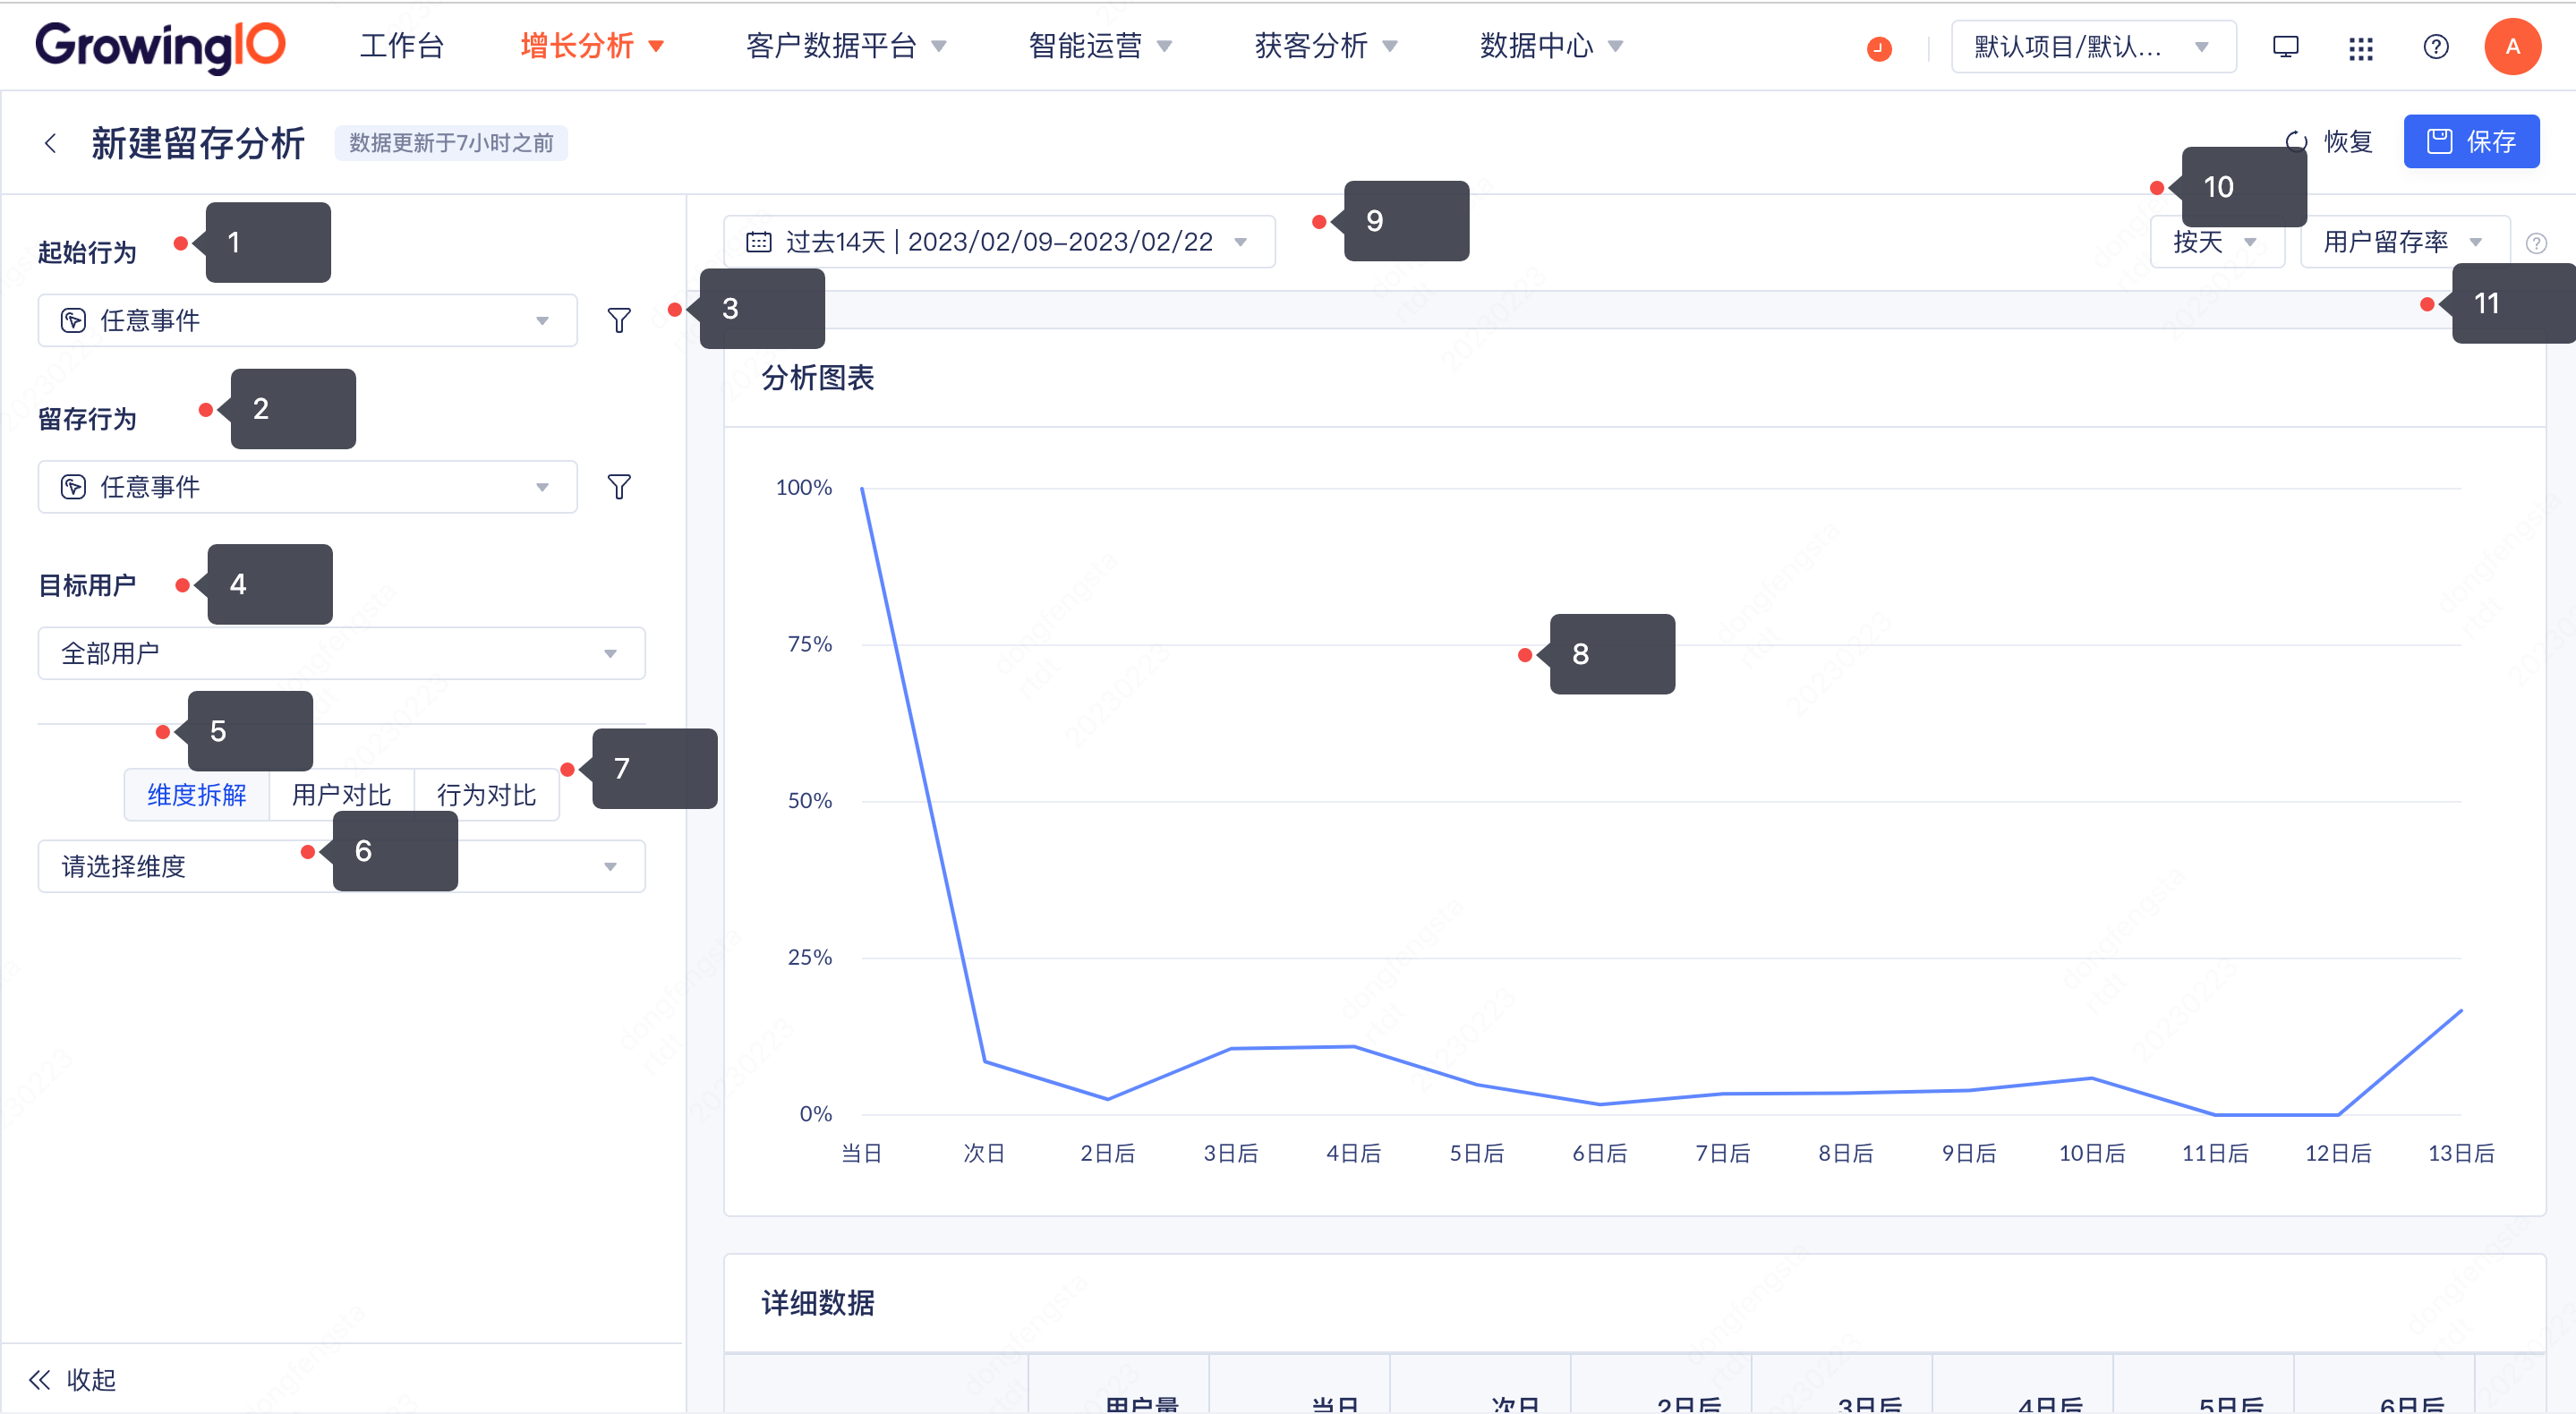 GrowingIO 工作台 增长分析 客户数据平台 智能运营 获客分析 数据中心 默认项目/默认... A
新建留存分析 数据更新于7小时之前 恢复 保存
10
9
过去14天 | 2023/02/09-2023/02/22 按天 用户留存率
1
起始行为
3
11
任意事件
分析图表
2
留存行为
任意事件
4
目标用户
全部用户
5
7
维度拆解 用户对比 行为对比
6
请选择维度
8
100%
75%
50%
25%
0%
当日 次日 2日后 3日后 4日后 5日后 6日后 7日后 8日后 9日后 10日后 11日后 12日后 13日后
详细数据
收起
用户量 当日 次日 2日后 3日后 4日后 5日后 6日后
dongfengsta
rtdt
20230223